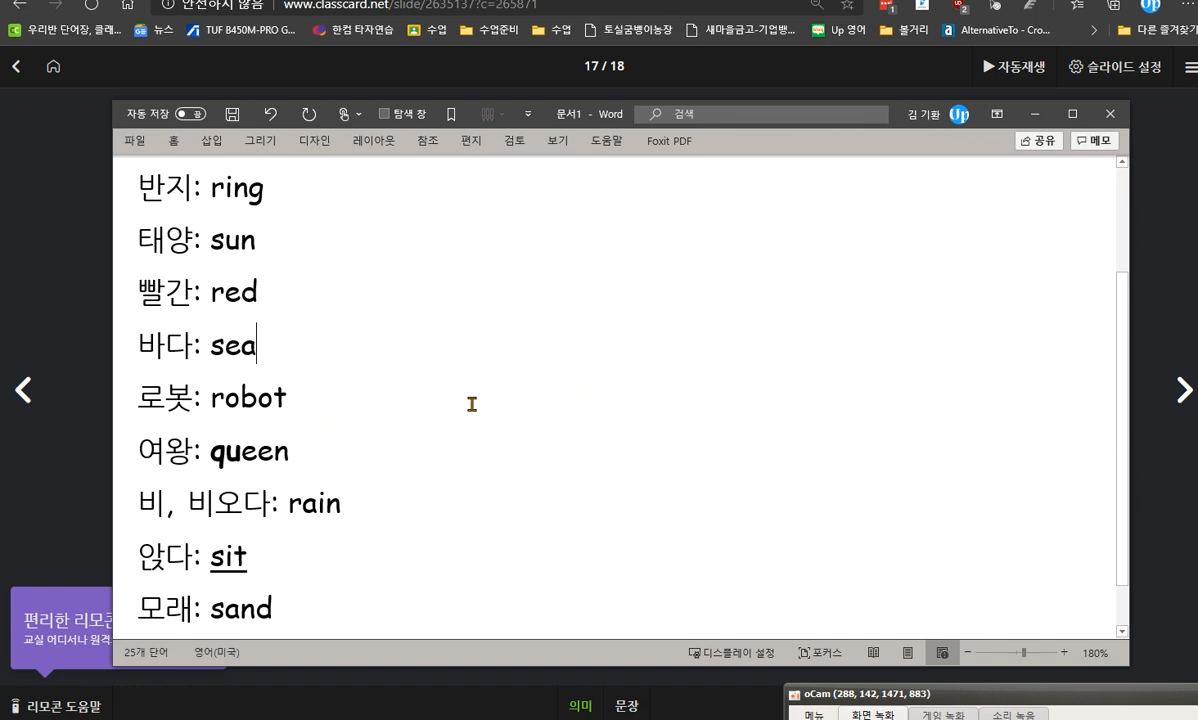 안전하지 않음 www.classcard.net/slide/2635137?c=265871
우리반 단어장, 클래... 뉴스 TUF B450M-PRO G... 한컴 타자연습 수업 수업준비 수업 토실굼벵이농장 새마을금고-기업뱅... Up 영어 볼거리 AlternativeTo - Cro... 다른 즐겨찾기
17 / 18 자동재생 슬라이드 설정
자동 저장 끔 탐색 창 문서1 - Word 검색 김 기환 Up
파일 홈 삽입 그리기 디자인 레이아웃 참조 편지 검토 보기 도움말 Foxit PDF 공유 메모
반지: ring
태양: sun
빨간: red
바다: sea
로봇: robot
여왕: queen
비, 비오다: rain
앉다: sit
모래: sand
편리한 리모콘
교실 어디서나 원격
25개 단어 영어(미국) 디스플레이 설정 포커스 180%
리모콘 도움말 의미 문장
oCam (288, 142, 1471, 883)
메뉴 화면 녹화 게임 녹화 소리 녹음